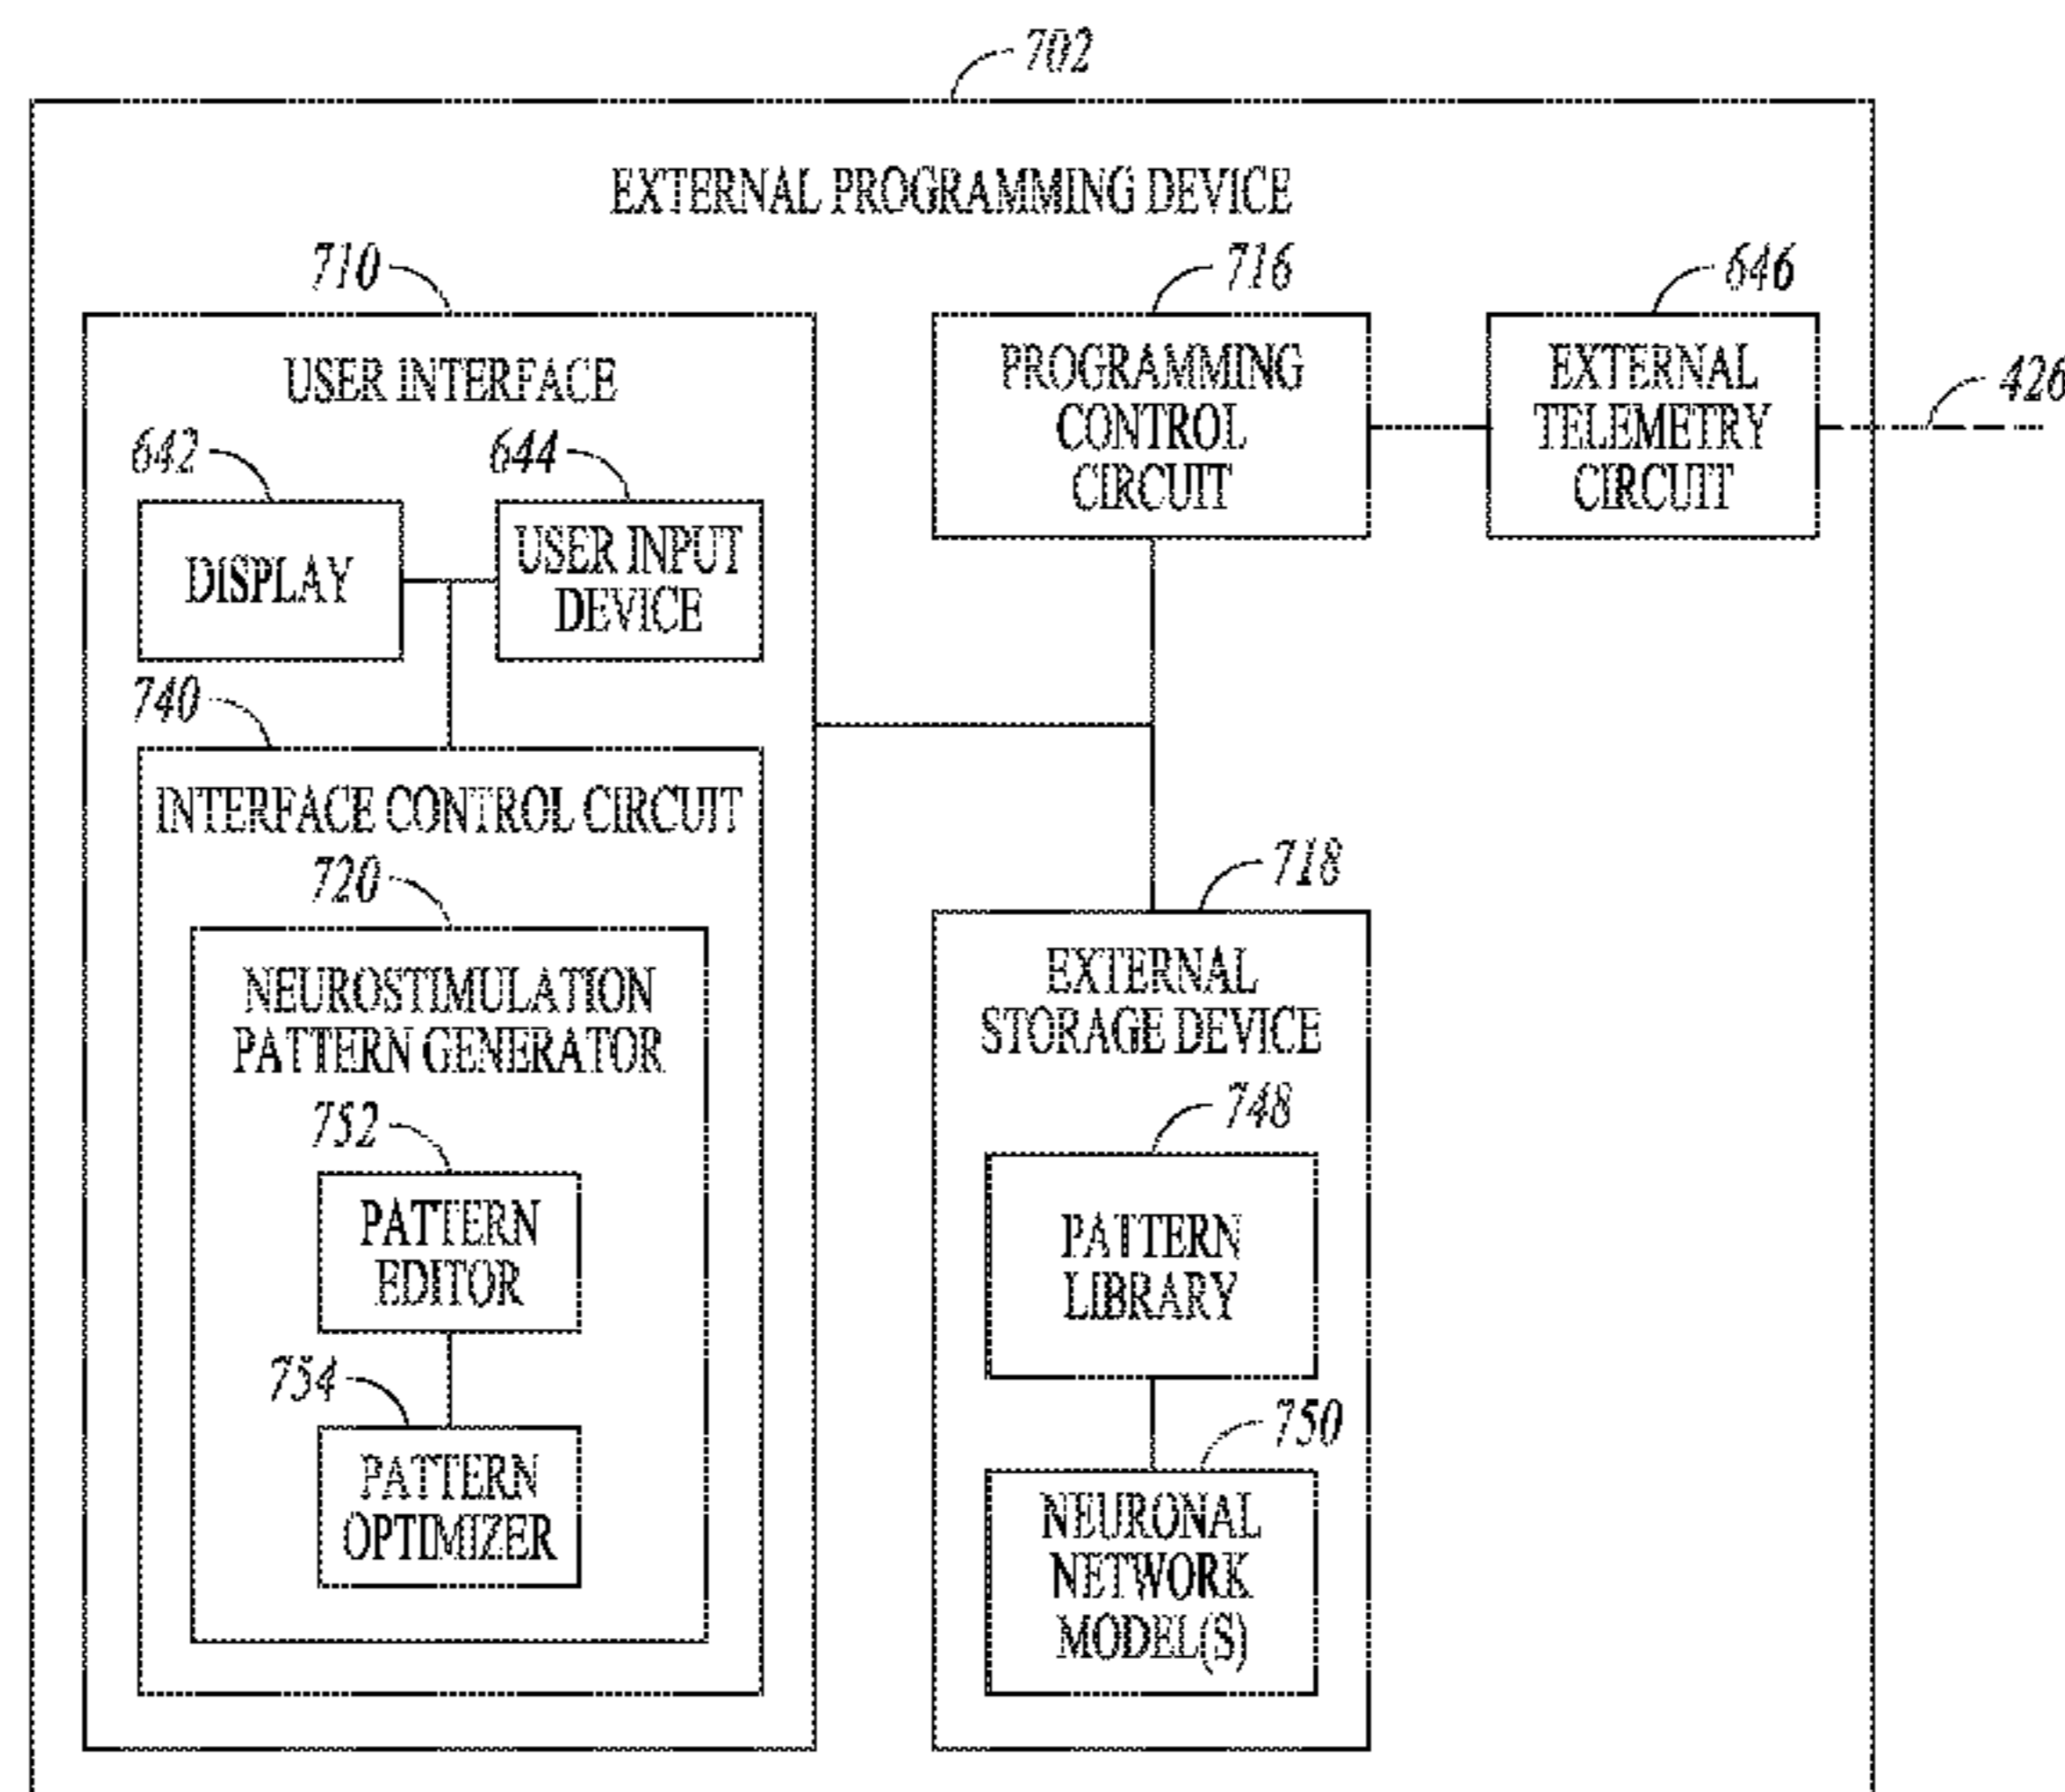 702
EXTERNAL PROGRAMMING DEVICE
710
USER INTERFACE
642
DISPLAY
644
USER INPUT
DEVICE
740
INTERFACE CONTROL CIRCUIT
720
NEUROSTIMULATION
PATTERN GENERATOR
752
PATTERN
EDITOR
754
PATTERN
OPTIMIZER
716
PROGRAMMING
CONTROL
CIRCUIT
646
EXTERNAL
TELEMETRY
CIRCUIT
426
718
EXTERNAL
STORAGE DEVICE
748
PATTERN
LIBRARY
750
NEURONAL
NETWORK
MODEL(S)